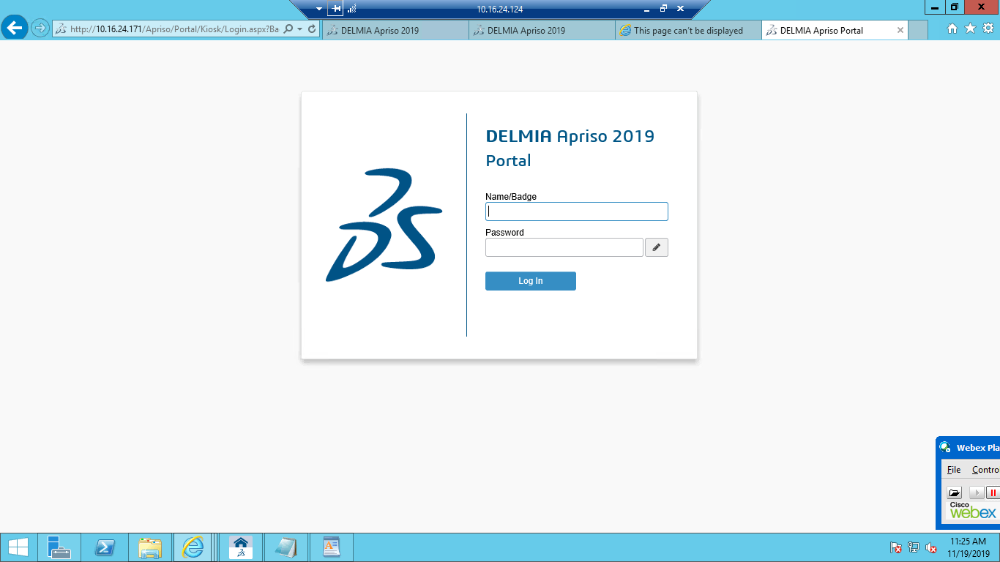 10.16.24.124
http://10.16.24.171/Apriso/Portal/Kiosk/Login.aspx?Ba
DELMIA Apriso 2019
DELMIA Apriso 2019
This page can't be displayed
DELMIA Apriso Portal
DELMIA Apriso 2019
Portal
Name/Badge
Password
Log In
Webex Pla
File Contro
Cisco
webex
11:25 AM
11/19/2019